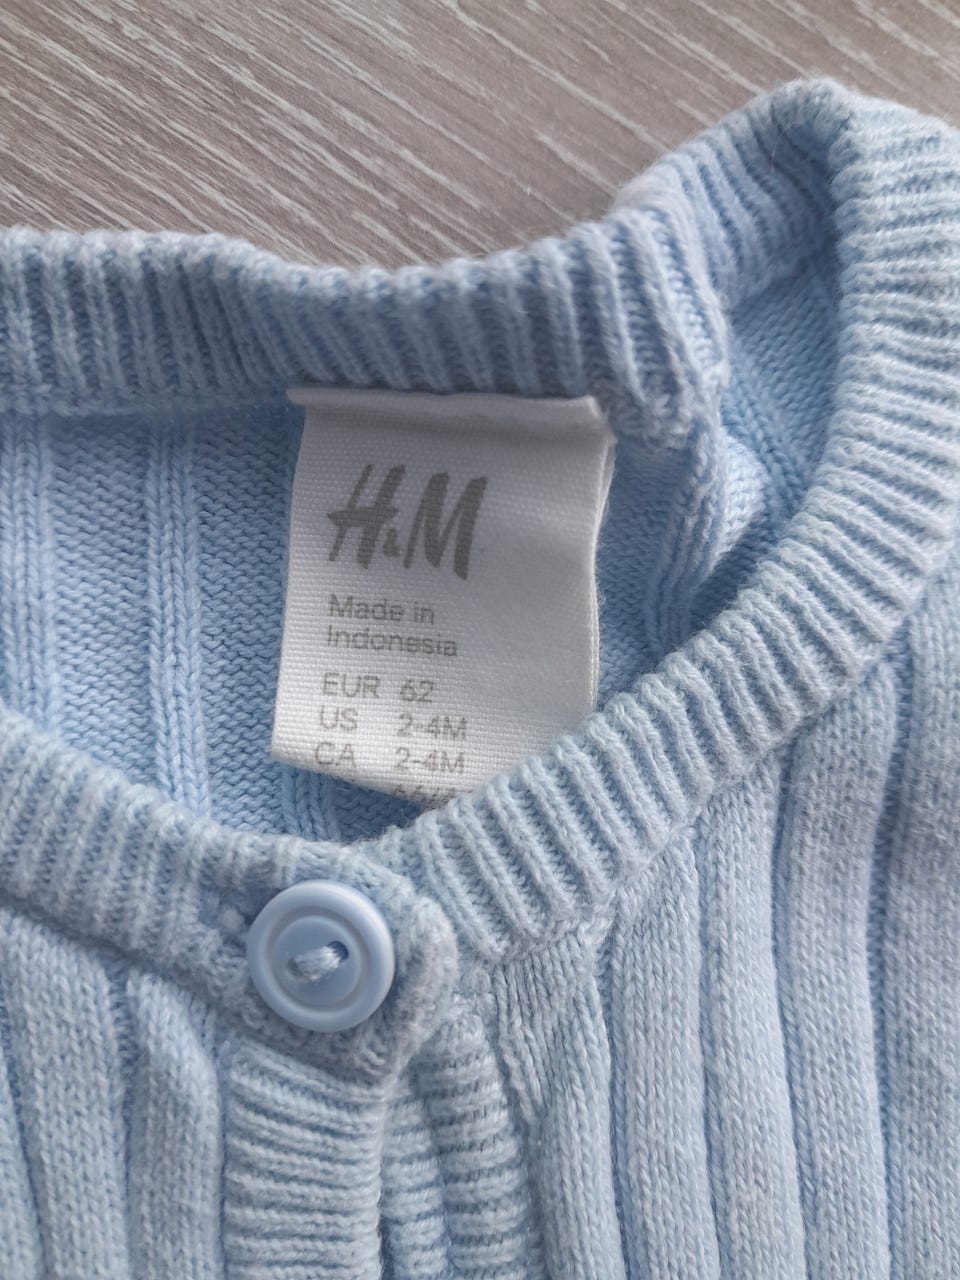 H&M
Made in
Indonesia
EUR 62
US 2-4M
CA 2-4M